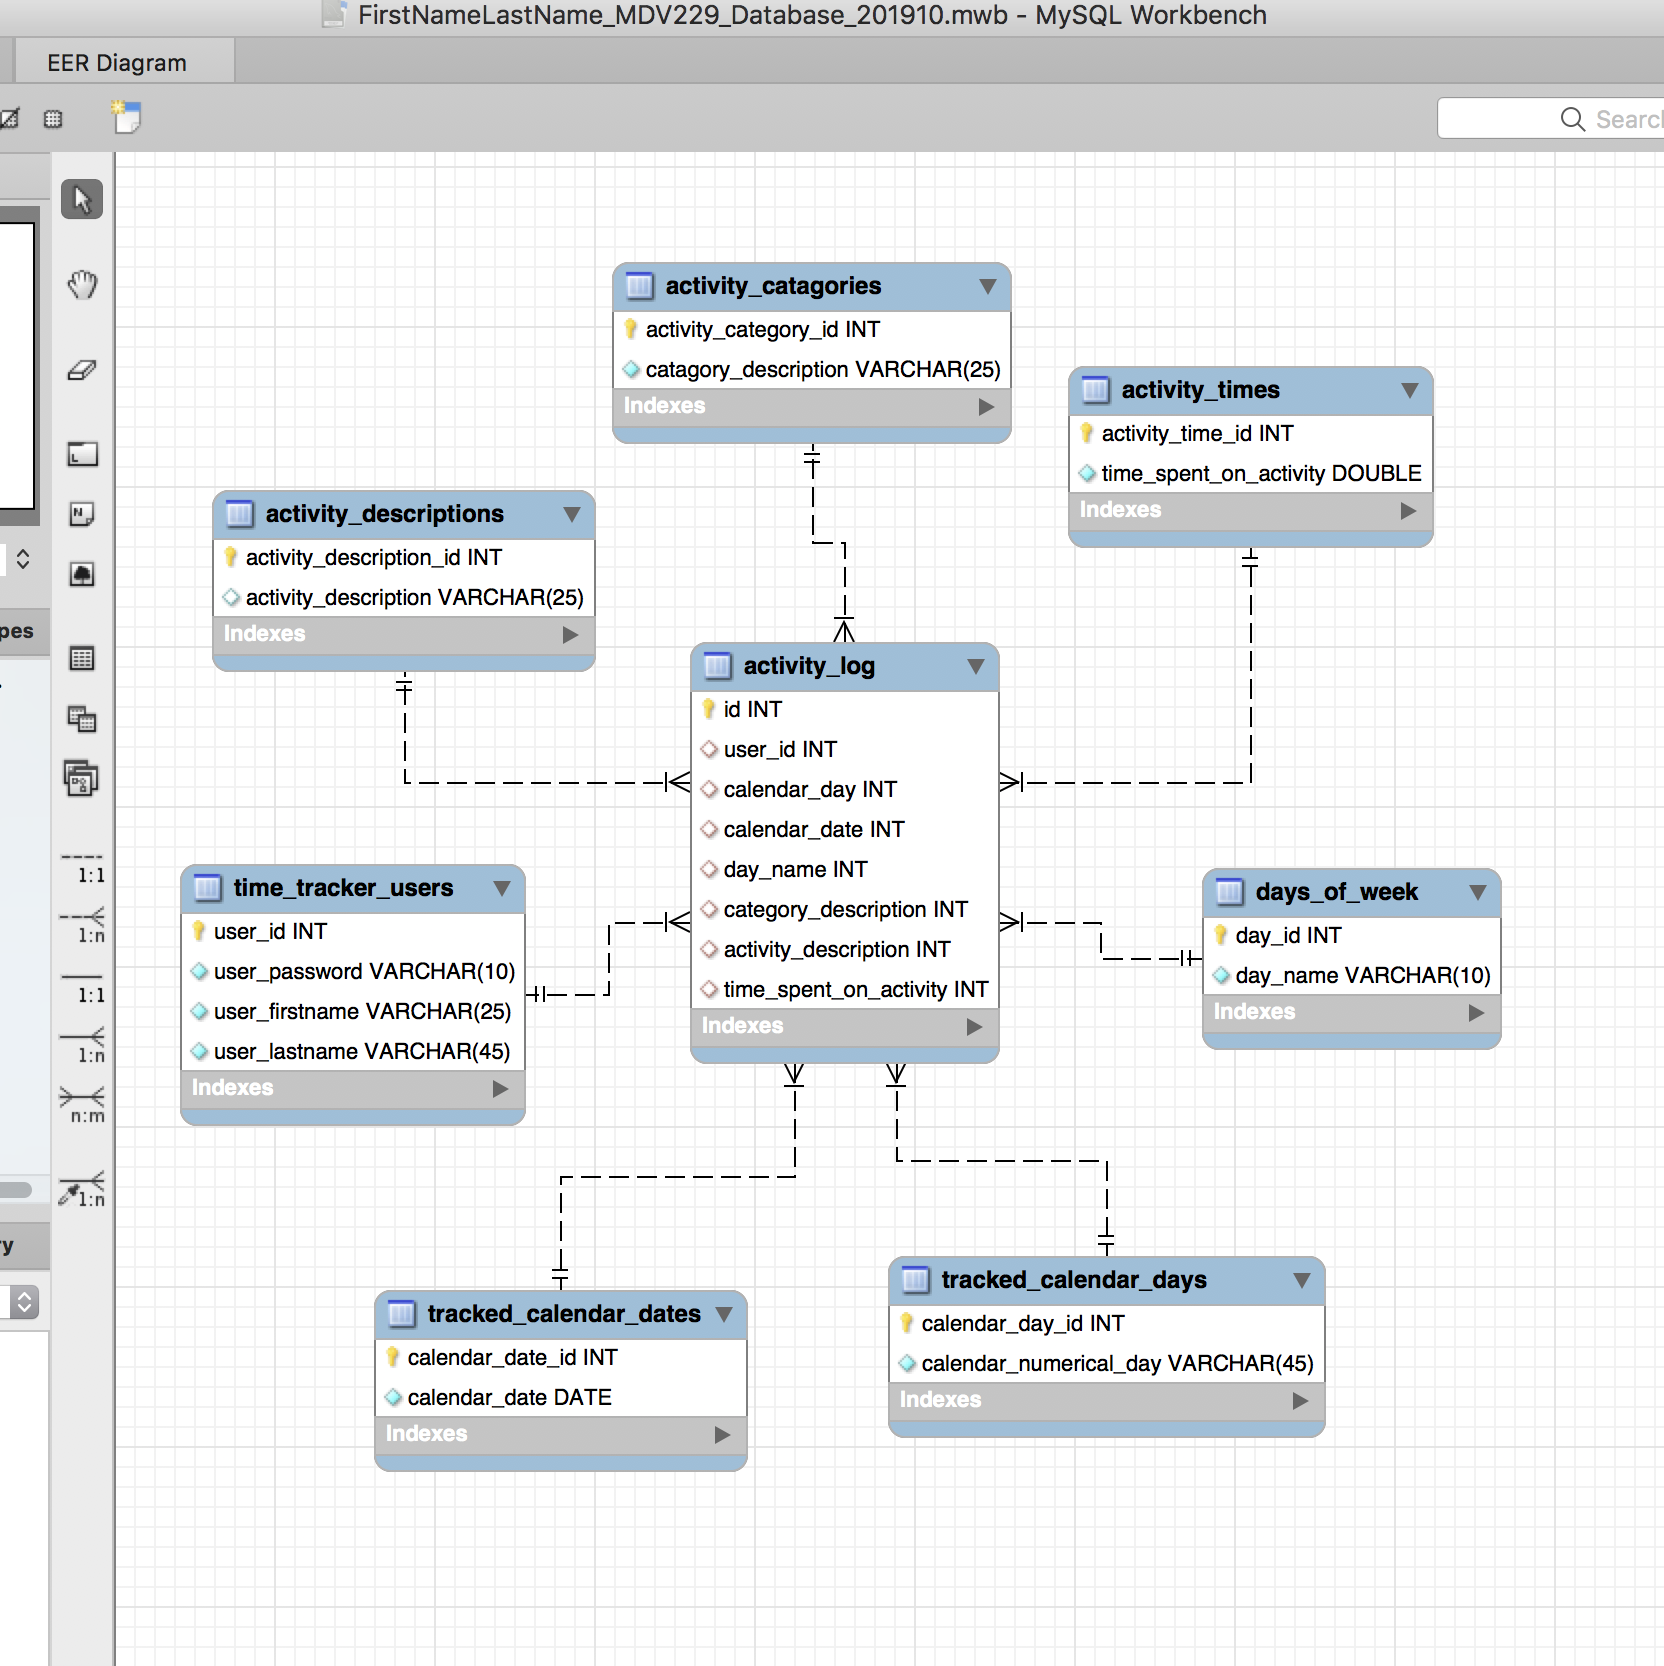 FirstNameLastName_MDV229_Database_201910.mwb - MySQL Workbench
EER Diagram
Search
activity_catagories
activity_category_id INT
catagory_description VARCHAR(25)
Indexes
activity_times
activity_time_id INT
time_spent_on_activity DOUBLE
Indexes
activity_descriptions
activity_description_id INT
activity_description VARCHAR(25)
Indexes
pes
activity_log
id INT
user_id INT
calendar_day INT
calendar_date INT
day_name INT
category_description INT
activity_description INT
time_spent_on_activity INT
Indexes
time_tracker_users
user_id INT
user_password VARCHAR(10)
user_firstname VARCHAR(25)
user_lastname VARCHAR(45)
Indexes
days_of_week
day_id INT
day_name VARCHAR(10)
Indexes
1:1
1:n
1:1
1:n
n:m
1:n
ry
tracked_calendar_dates
calendar_date_id INT
calendar_date DATE
Indexes
tracked_calendar_days
calendar_day_id INT
calendar_numerical_day VARCHAR(45)
Indexes